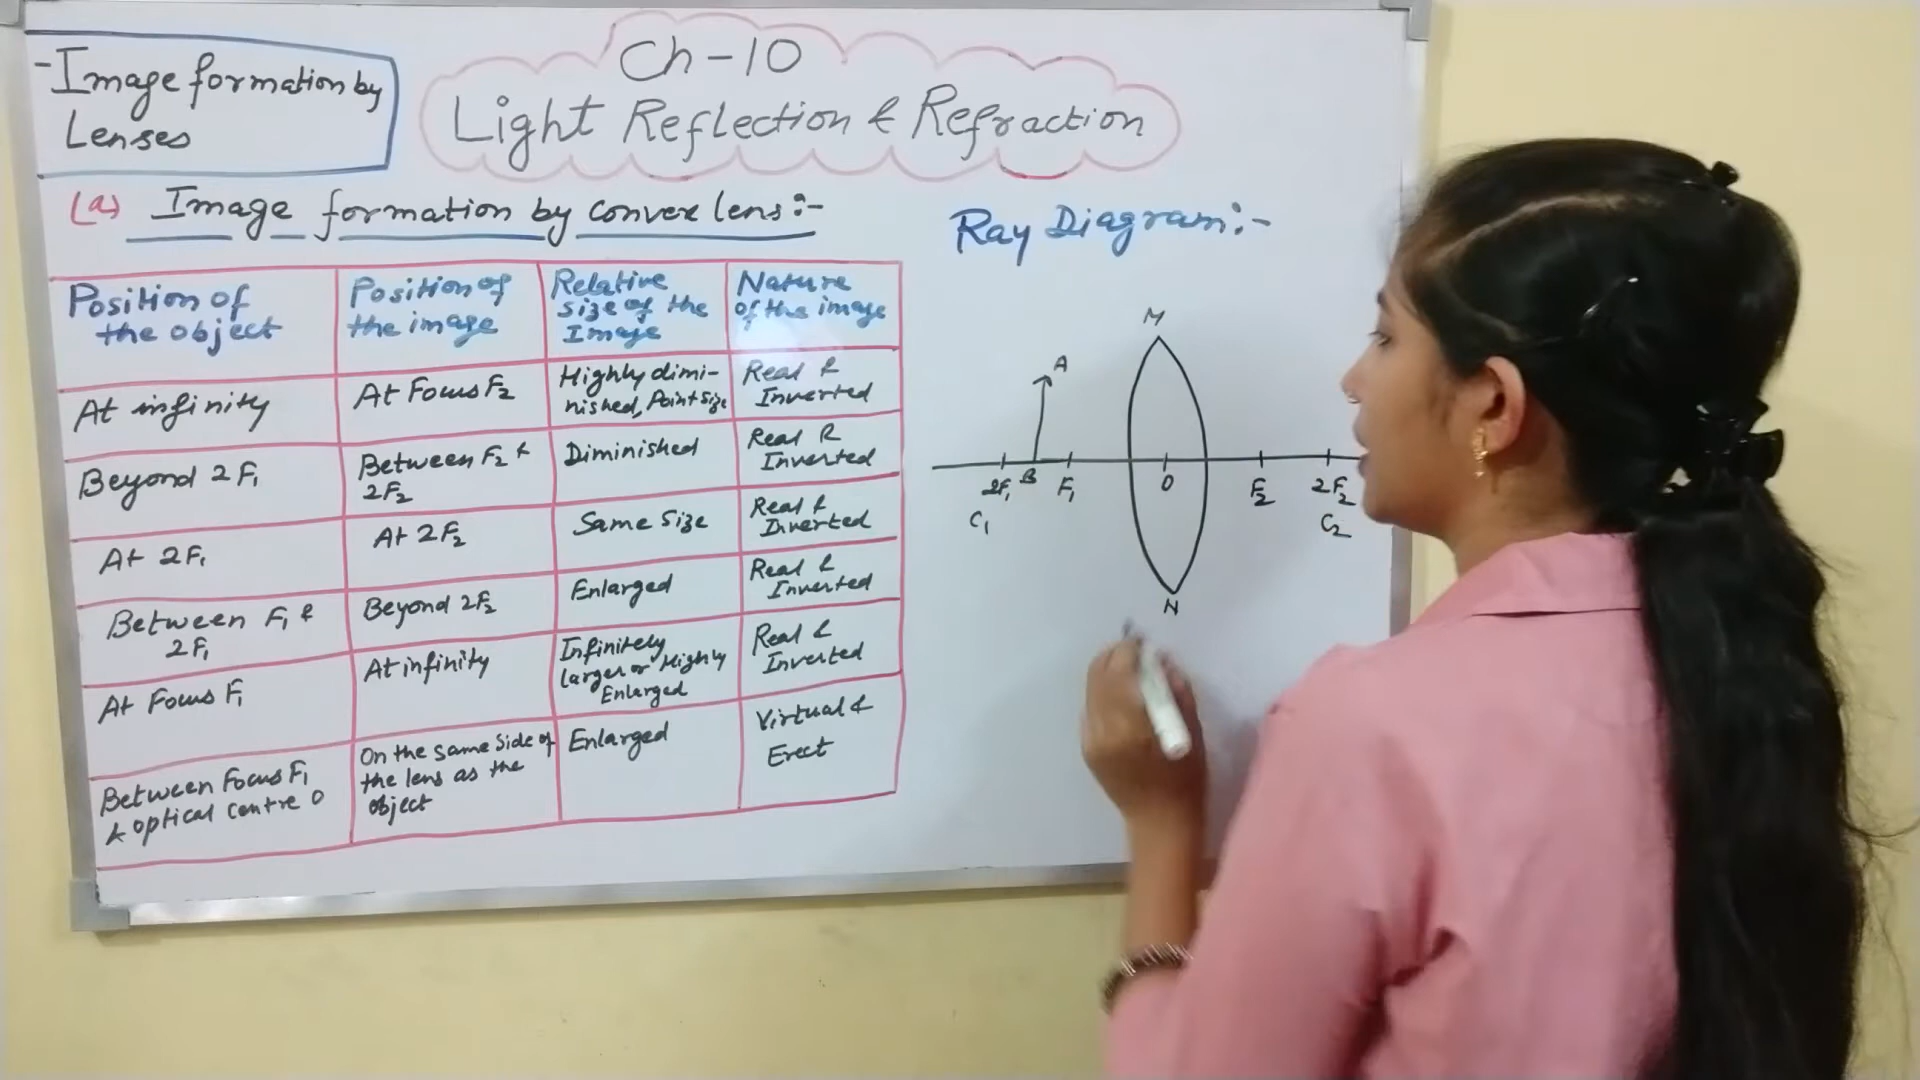 - Image formation by
Lenses
Ch-10
Light Reflection & Refraction
(a) Image formation by convex lens:-
Position of
the object
Position of
the image
Relative
size of the
Image
Nature
of the image
At infinity
At Focus F₂
Highly dimi-
nished, Point size
Real &
Inverted
Beyond 2F₁
Between F₂ &
2F₂
Diminished
Real &
Inverted
At 2F₁
At 2F₂
Same Size
Real &
Inverted
Between F₁ &
2F₁
Beyond 2F₂
Enlarged
Real &
Inverted
At Focus F₁
At infinity
Infinitely
larger or Highly
Enlarged
Real &
Inverted
Between Focus F₁
& optical centre O
On the same side of
the lens as the
object
Enlarged
Virtual &
Erect
Ray Diagram:-
M
A
2F₁ B F₁ O F₂ 2F₂
C₁ C₂
N